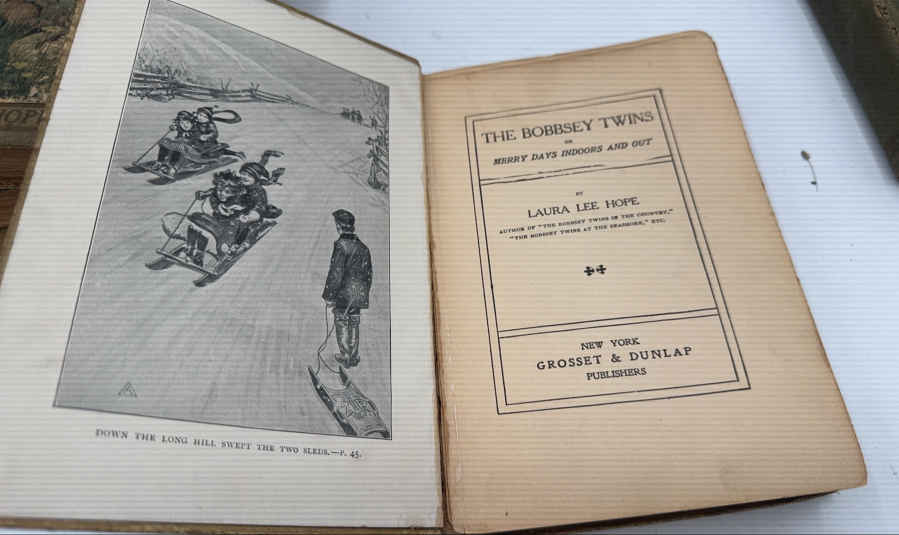 HOPE
DOWN THE LONG HILL SWEPT THE TWO SLEDS.—P. 45.
THE BOBBSEY TWINS
OR
MERRY DAYS INDOORS AND OUT
BY
LAURA LEE HOPE
AUTHOR OF "THE BOBBSEY TWINS IN THE COUNTRY,"
"THE BOBBSEY TWINS AT THE SEASHORE," ETC.
NEW YORK
GROSSET & DUNLAP
PUBLISHERS